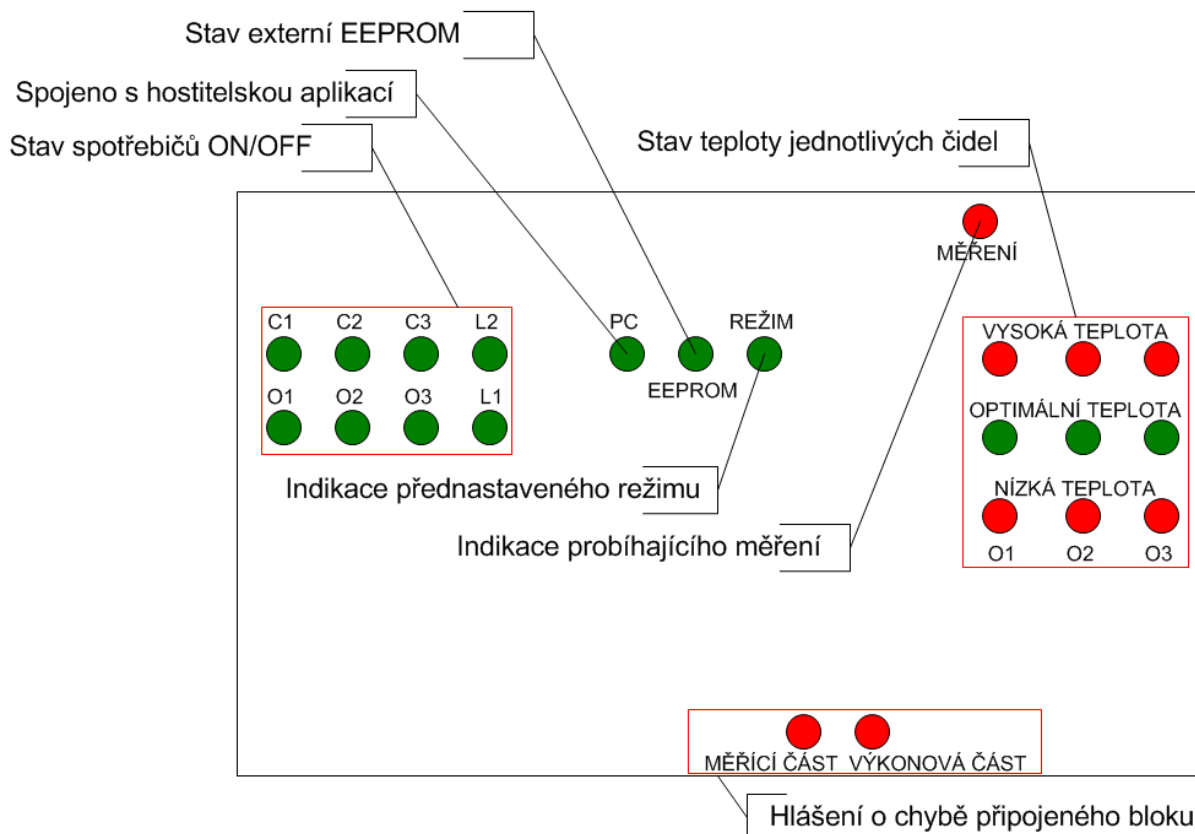 Stav externí EEPROM
Spojeno s hostitelskou aplikací
Stav spotřebičů ON/OFF
Stav teploty jednotlivých čidel
MĚŘENÍ
C1 C2 C3 L2
PC REŽIM
VYSOKÁ TEPLOTA
EEPROM
O1 O2 O3 L1
OPTIMÁLNÍ TEPLOTA
Indikace přednastaveného režimu
NÍZKÁ TEPLOTA
Indikace probíhajícího měření
O1 O2 O3
MĚŘÍCÍ ČÁST VÝKONOVÁ ČÁST
Hlášení o chybě připojeného bloku